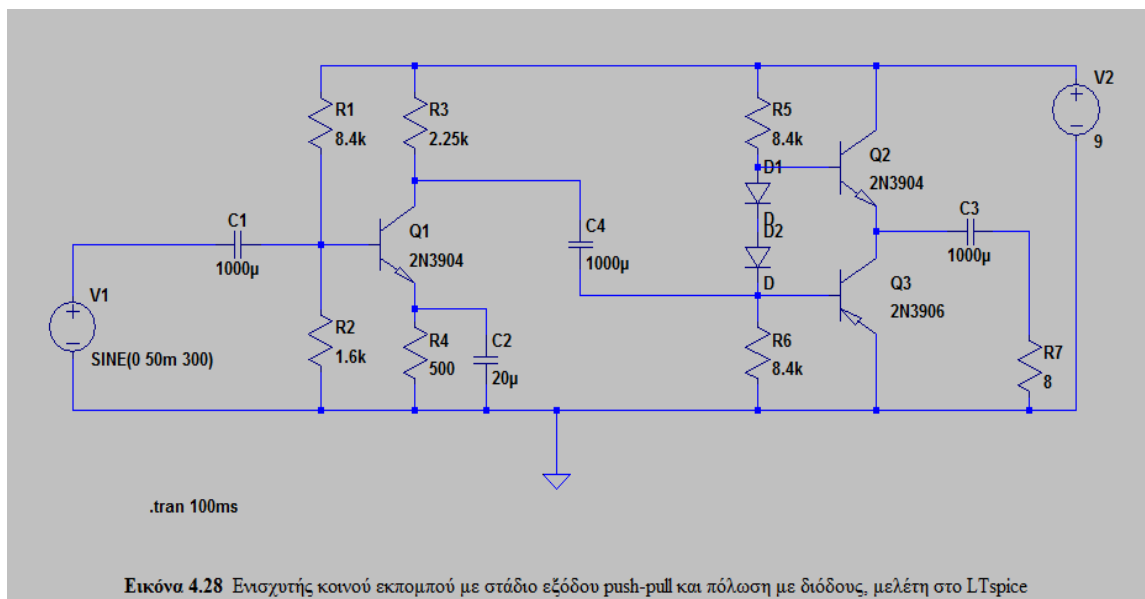 V2
9
R1
8.4k
R3
2.25k
R5
8.4k
D1
Q2
2N3904
D
D2
C1
1000µ
Q1
2N3904
C4
1000µ
C3
1000µ
V1
SINE(0 50m 300)
D
Q3
2N3906
R2
1.6k
R4
500
C2
20µ
R6
8.4k
R7
8
.tran 100ms
Εικόνα 4.28 Ενισχυτής κοινού εκπομπού με στάδιο εξόδου push-pull και πόλωση με διόδους, μελέτη στο LTspice